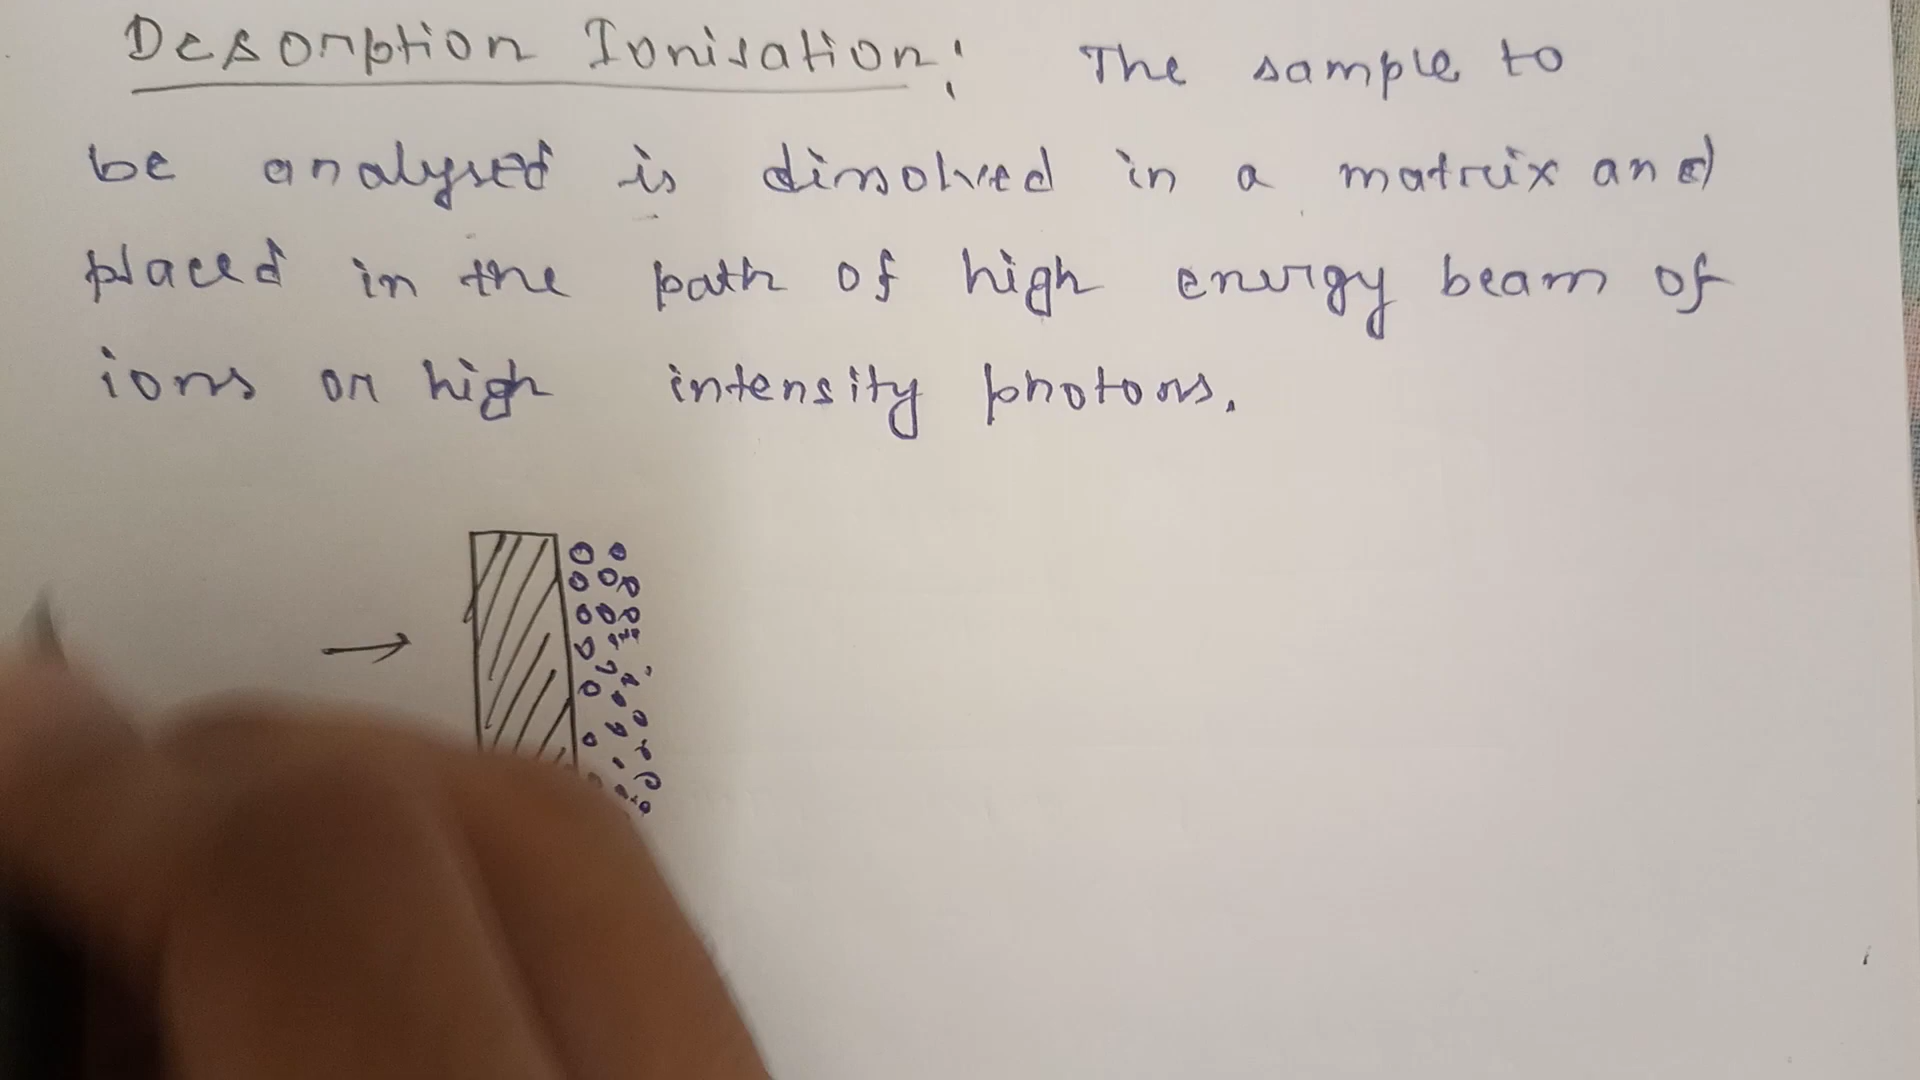 Desorption Ionisation: The sample to
be analysed is dissolved in a matrix and
placed in the path of high energy beam of
ions or high intensity photons.